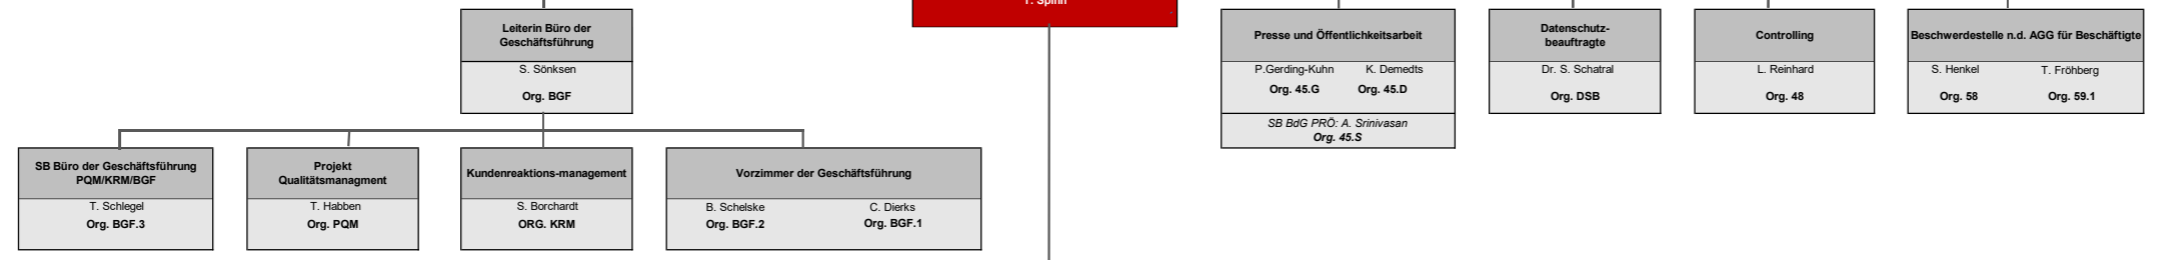 T. Spinn
Leiterin Büro der
Geschäftsführung
S. Sönksen
Org. BGF
Presse und Öffentlichkeitsarbeit
P.Gerding-Kuhn K. Demedts
Org. 45.G Org. 45.D
SB BdG PRÖ: A. Srinivasan
Org. 45.S
Datenschutz-
beauftragte
Dr. S. Schatral
Org. DSB
Controlling
L. Reinhard
Org. 48
Beschwerdestelle n.d. AGG für Beschäftigte
S. Henkel T. Fröhberg
Org. 58 Org. 59.1
SB Büro der Geschäftsführung
PQM/KRM/BGF
T. Schlegel
Org. BGF.3
Projekt
Qualitätsmanagment
T. Habben
Org. PQM
Kundenreaktions-management
S. Borchardt
ORG. KRM
Vorzimmer der Geschäftsführung
B. Schelske C. Dierks
Org. BGF.2 Org. BGF.1